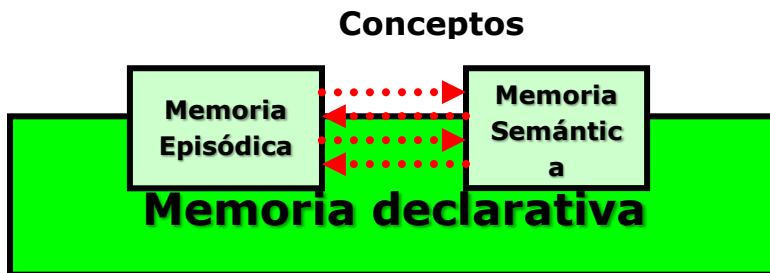 Conceptos
Memoria
Episódica
Memoria
Semántic
a
Memoria declarativa